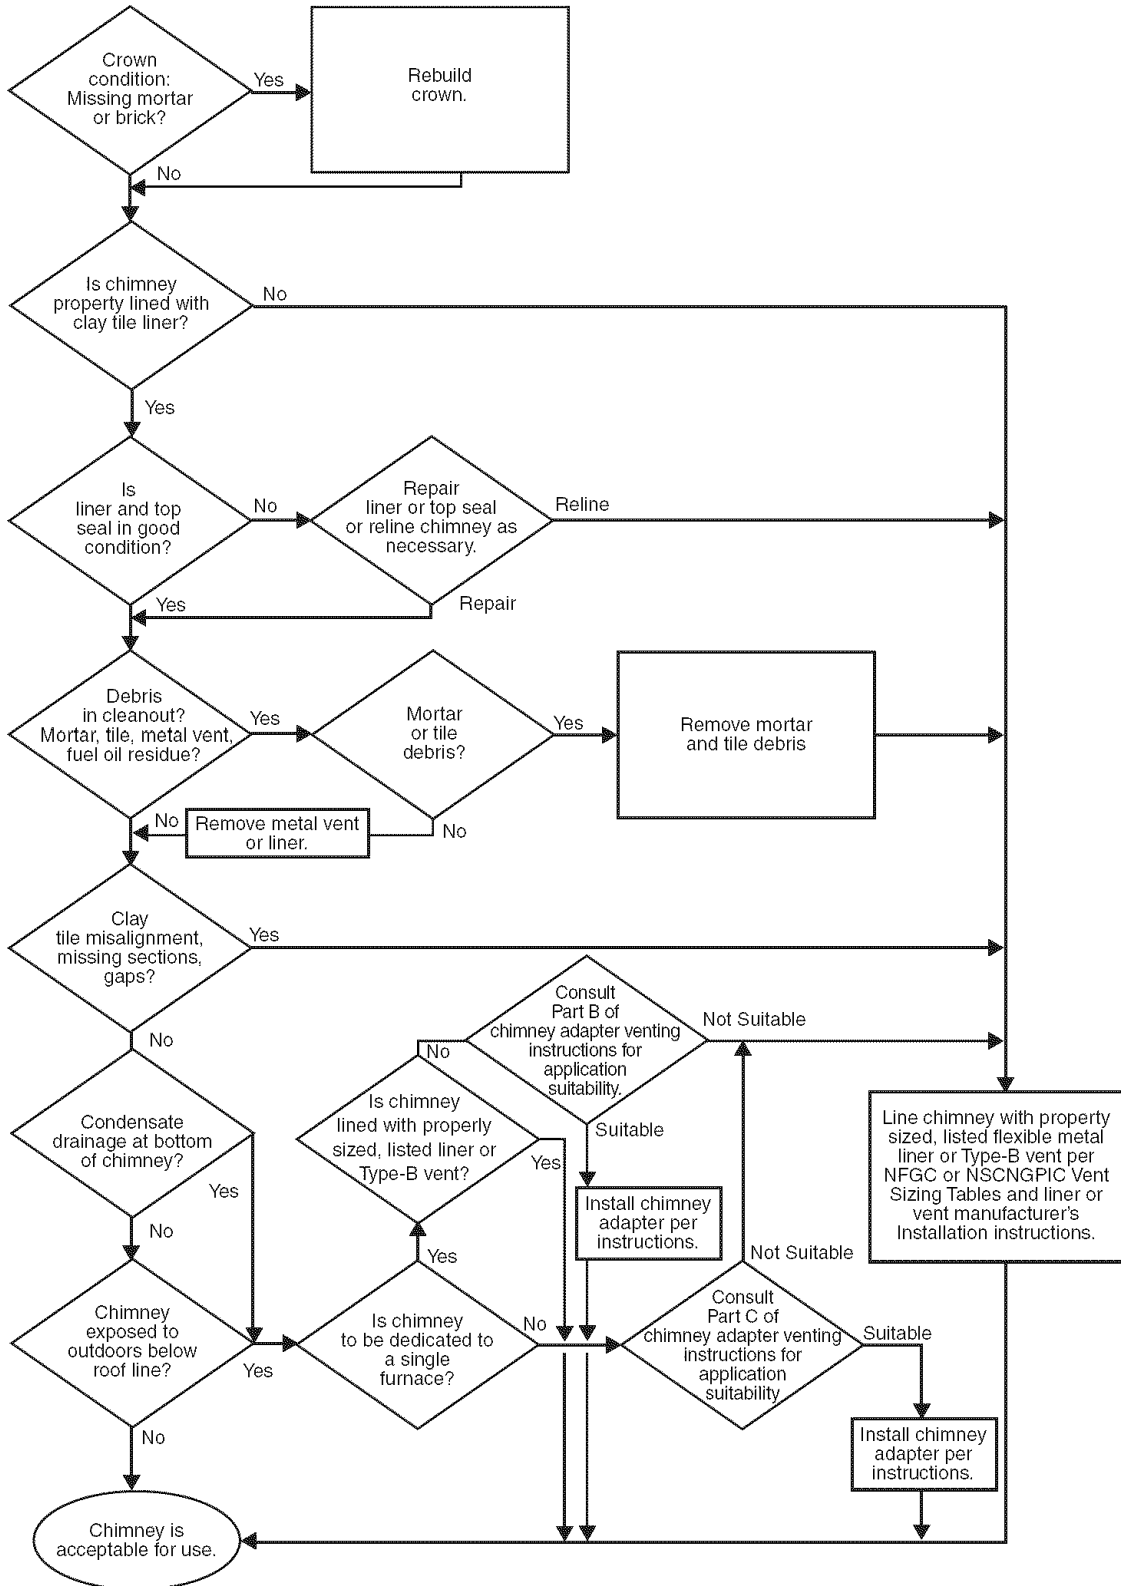 Crown
condition:
Missing mortar
or brick?
Yes
Rebuild
crown.
No
Is chimney
property lined with
clay tile liner?
No
Yes
Is
liner and top
seal in good
condition?
No
Repair
liner or top seal
or reline chimney as
necessary.
Reline
Yes
Repair
Debris
in cleanout?
Mortar, tile, metal vent,
fuel oil residue?
Yes
Mortar
or tile
debris?
Yes
Remove mortar
and tile debris
No
Remove metal vent
or liner.
No
Clay
tile misalignment,
missing sections,
gaps?
Yes
No
Consult
Part B of
chimney adapter venting
instructions for
application
suitability.
Not Suitable
No
Suitable
Condensate
drainage at bottom
of chimney?
Yes
No
Is chimney
lined with properly
sized, listed liner or
Type-B vent?
Yes
Install chimney
adapter per
instructions.
Line chimney with property
sized, listed flexible metal
liner or Type-B vent per
NFGC or NSCNGPIC Vent
Sizing Tables and liner or
vent manufacturer's
Installation instructions.
Yes
Not Suitable
Chimney
exposed to
outdoors below
roof line?
Yes
Is chimney
to be dedicated to
a single
furnace?
No
Consult
Part C of
chimney adapter venting
instructions for
application
suitability
Suitable
Install chimney
adapter per
instructions.
No
Chimney is
acceptable for use.